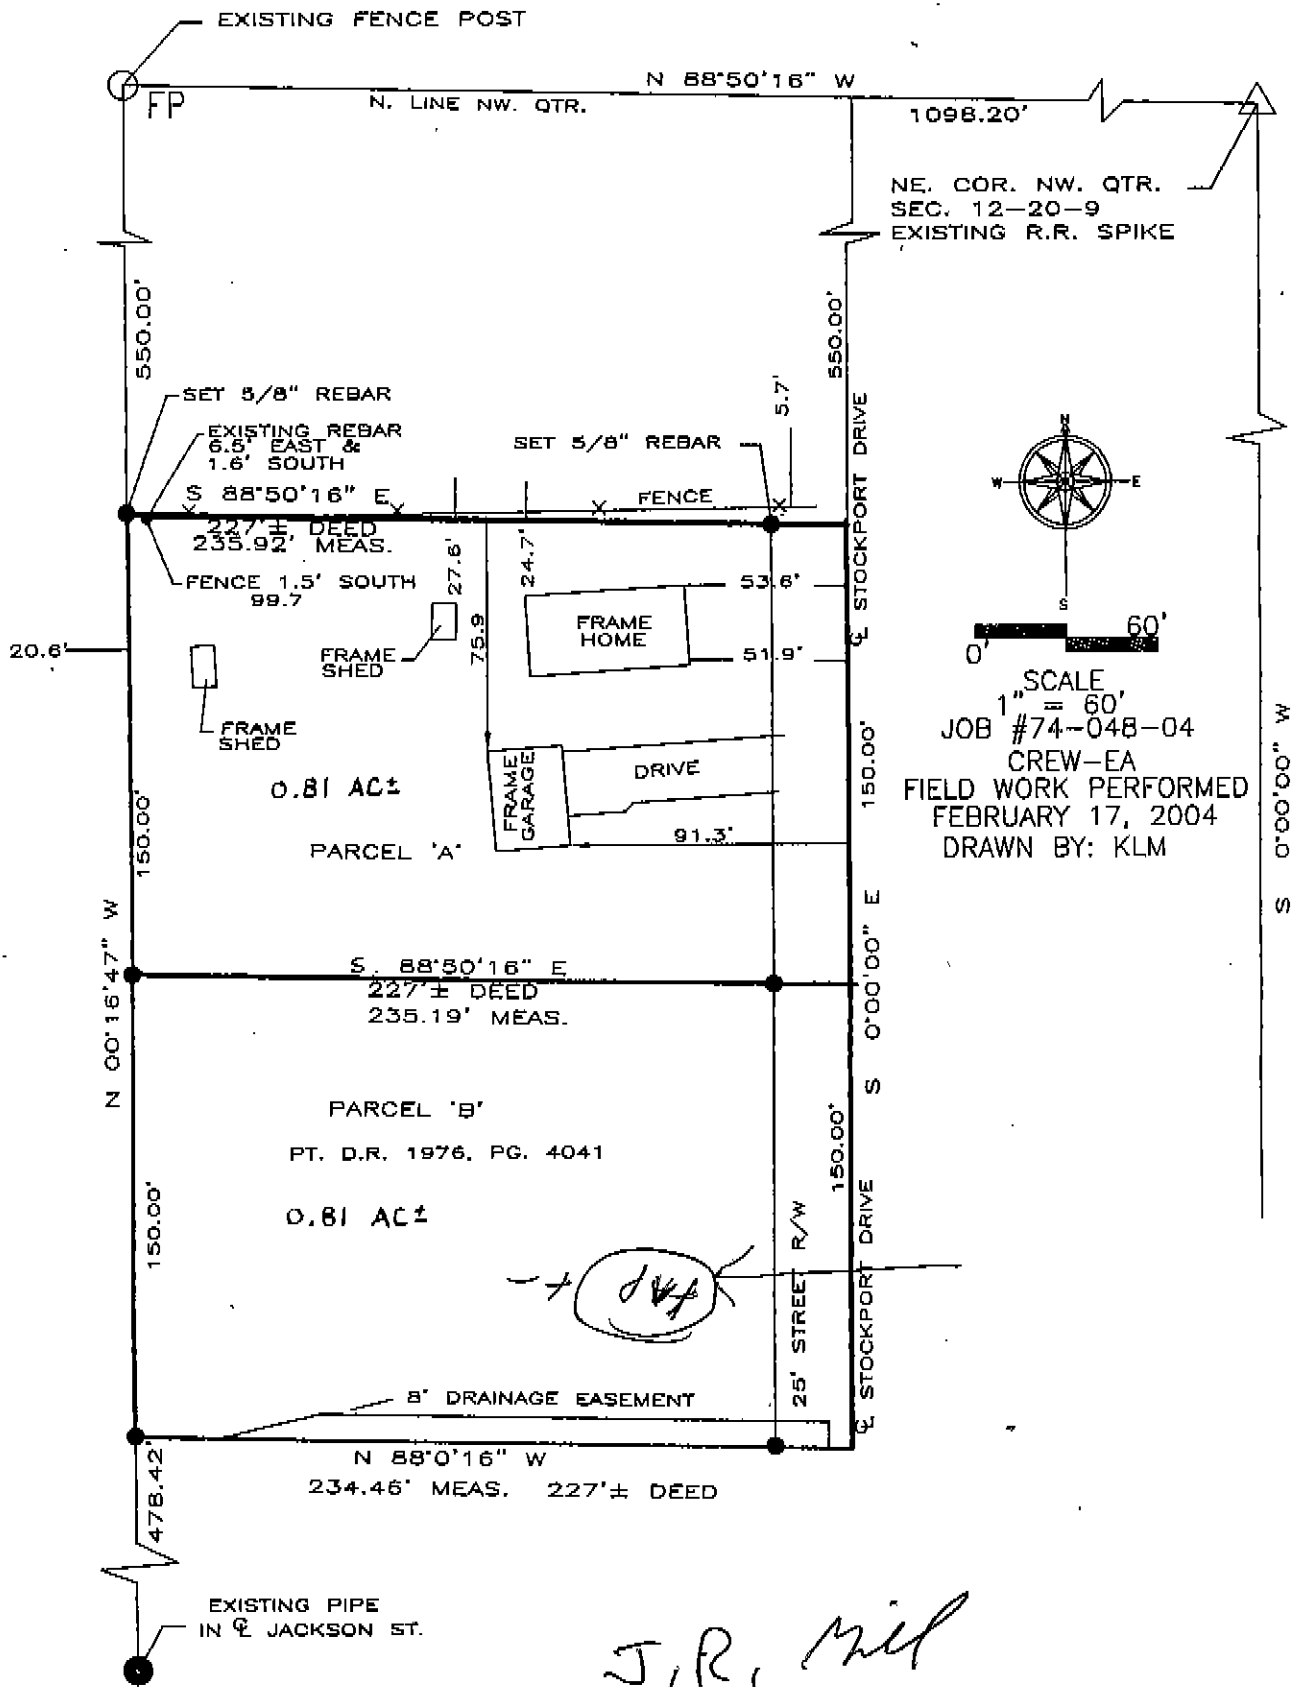 EXISTING FENCE POST
N 88°50'16" W
FP
N. LINE NW. QTR.
1098.20'
NE. COR. NW. QTR.
SEC. 12-20-9
EXISTING R.R. SPIKE
550.00'
550.00'
SET 5/8" REBAR
EXISTING REBAR
6.5' EAST &
1.6' SOUTH
SET 5/8" REBAR
5.7'
STOCKPORT DRIVE
S 88°50'16" E
FENCE
227'± DEED
235.92' MEAS.
FENCE 1.5' SOUTH
99.7
27.6'
24.7'
53.6'
FRAME
HOME
51.9'
20.6'
75.9
FRAME
SHED
FRAME
SHED
N
W
E
S
0'
60'
SCALE
1" = 60'
JOB #74-048-04
CREW-EA
FIELD WORK PERFORMED
FEBRUARY 17, 2004
DRAWN BY: KLM
S 0°00'00" W
0.81 AC±
FRAME
GARAGE
DRIVE
150.00'
150.00'
PARCEL 'A'
91.3'
N 00°16'47" W
S 0°00'00" E
S. 88°50'16" E
227'± DEED
235.19' MEAS.
PARCEL 'B'
PT. D.R. 1976, PG. 4041
150.00'
150.00'
0.81 AC±
25' STREET R/W
℄ STOCKPORT DRIVE
8' DRAINAGE EASEMENT
N 88°0'16" W
234.46' MEAS. 227'± DEED
478.42'
EXISTING PIPE
IN ℄ JACKSON ST.
J.R.